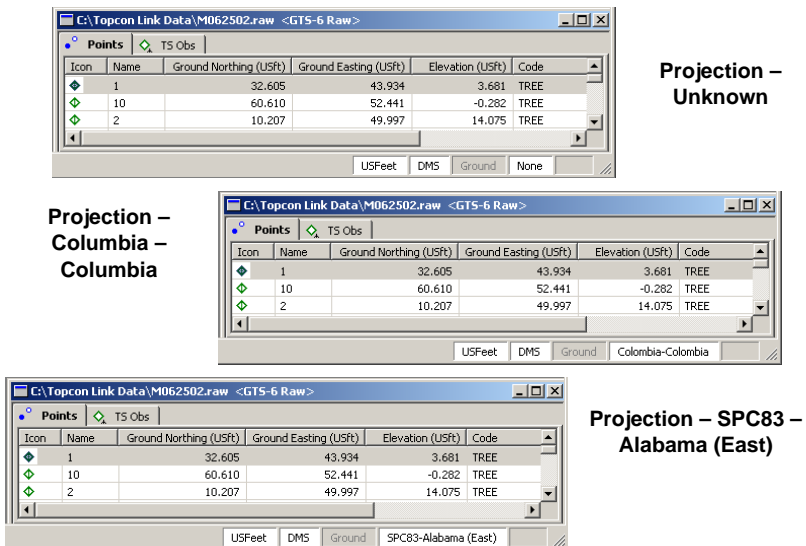 C:\Topcon Link Data\M062502.raw <GTS-6 Raw>
Points TS Obs
Icon Name Ground Northing (USft) Ground Easting (USft) Elevation (USft) Code
1 32.605 43.934 3.681 TREE
10 60.610 52.441 -0.282 TREE
2 10.207 49.997 14.075 TREE
USFeet DMS Ground None
Projection –
Unknown
Projection –
Columbia –
Columbia
C:\Topcon Link Data\M062502.raw <GTS-6 Raw>
Points TS Obs
Icon Name Ground Northing (USft) Ground Easting (USft) Elevation (USft) Code
1 32.605 43.934 3.681 TREE
10 60.610 52.441 -0.282 TREE
2 10.207 49.997 14.075 TREE
USFeet DMS Ground Colombia-Colombia
C:\Topcon Link Data\M062502.raw <GTS-6 Raw>
Points TS Obs
Icon Name Ground Northing (USft) Ground Easting (USft) Elevation (USft) Code
1 32.605 43.934 3.681 TREE
10 60.610 52.441 -0.282 TREE
2 10.207 49.997 14.075 TREE
USFeet DMS Ground SPC83-Alabama (East)
Projection – SPC83 –
Alabama (East)